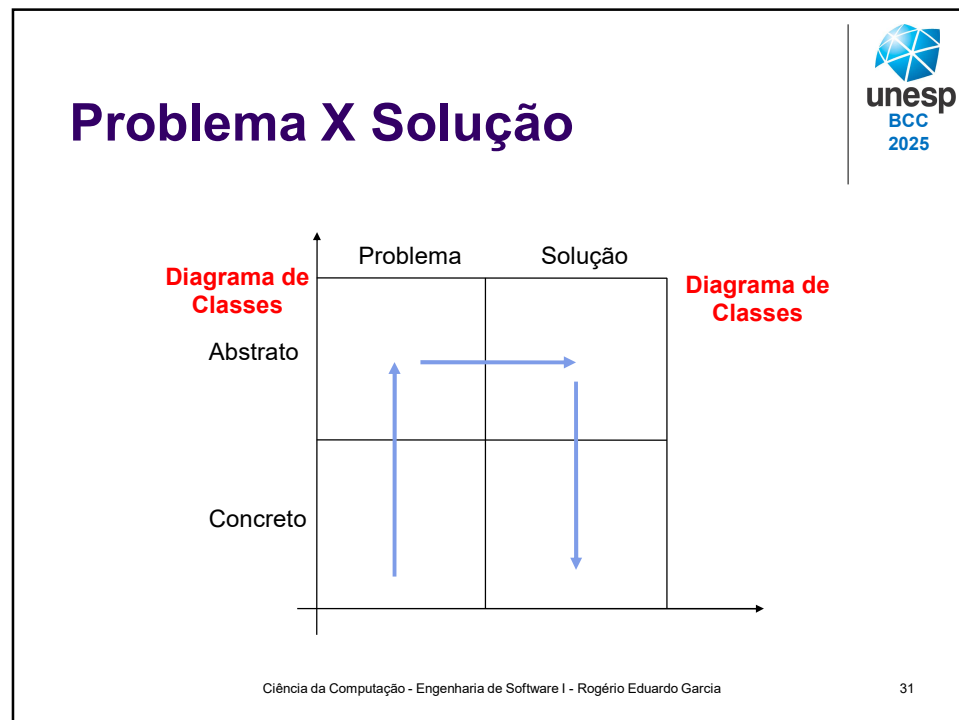 unesp
BCC
2025
Problema X Solução
Problema
Solução
Diagrama de
Classes
Diagrama de
Classes
Abstrato
Concreto
Ciência da Computação - Engenharia de Software I - Rogério Eduardo Garcia
31